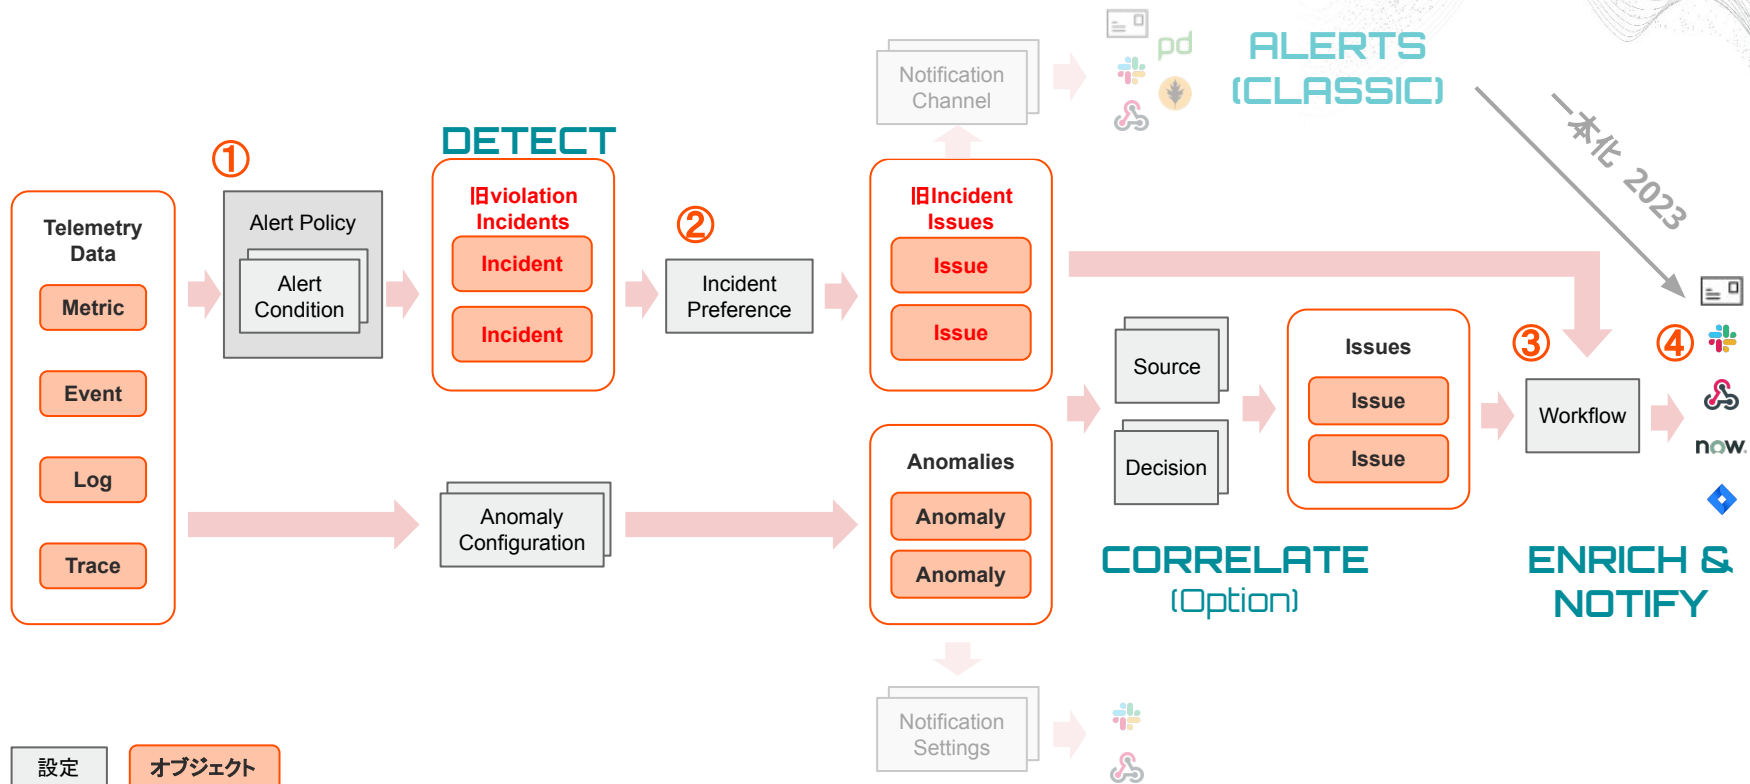 Notification
Channel
pd
ALERTS
(CLASSIC)
一本化 2023
DETECT
①
Telemetry
Data
Metric
Event
Log
Trace
Alert Policy
Alert
Condition
旧violation
Incidents
Incident
Incident
②
Incident
Preference
旧Incident
Issues
Issue
Issue
Anomaly
Configuration
Anomalies
Anomaly
Anomaly
Source
Decision
CORRELATE
(Option)
Issues
Issue
Issue
③
Workflow
④
now.
ENRICH &
NOTIFY
Notification
Settings
設定
オブジェクト